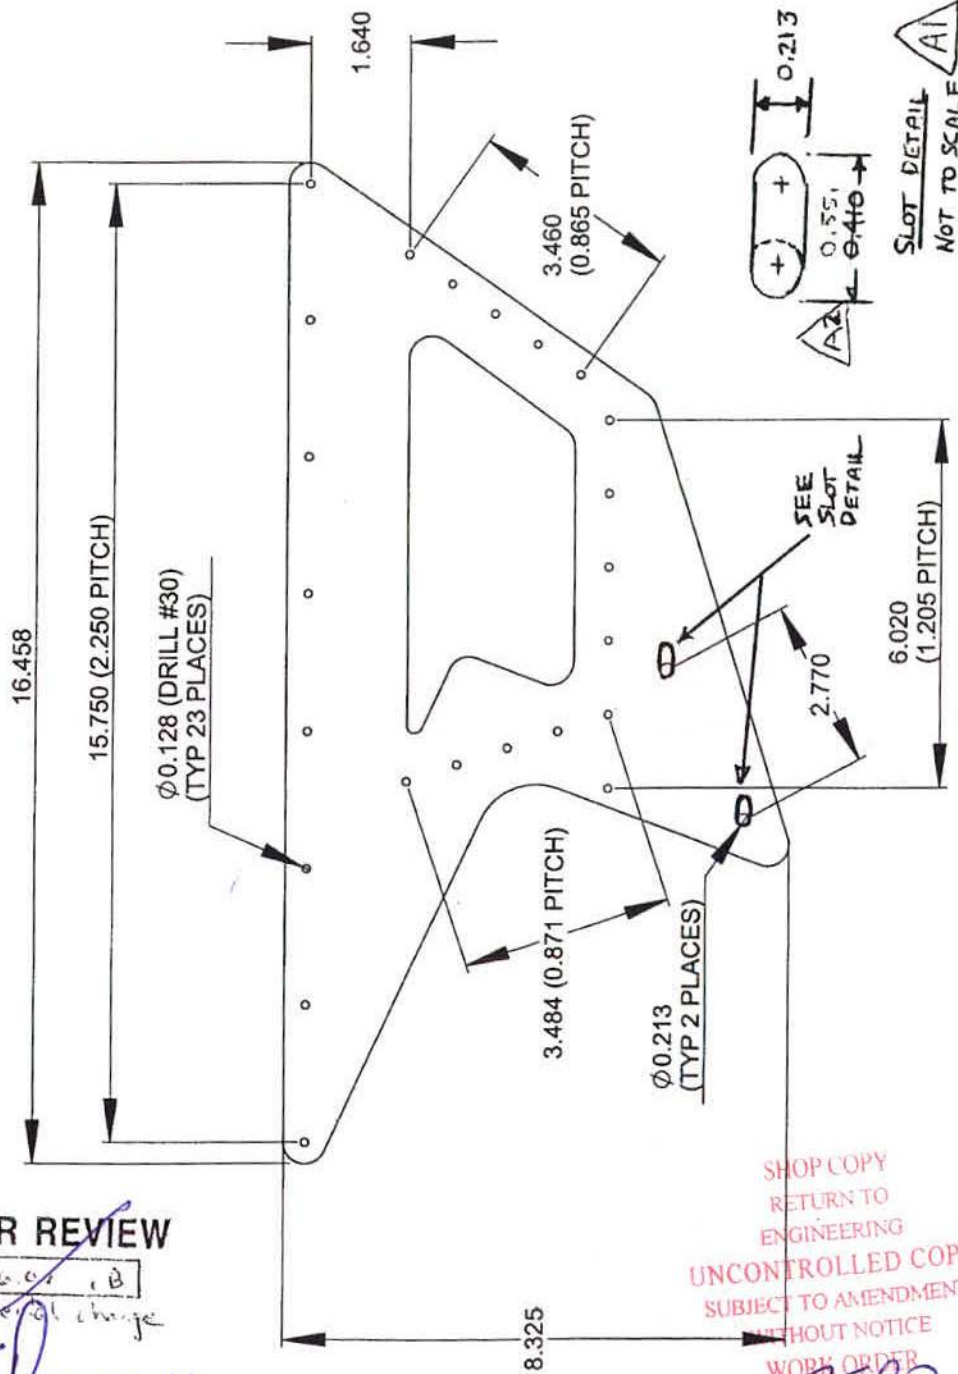 16.458
15.750 (2.250 PITCH)
Ø0.128 (DRILL #30)
(TYP 23 PLACES)
1.640
3.460
(0.865 PITCH)
0.213
0.410
A1
A2
SLOT DETAIL
NOT TO SCALE
SEE
SLOT
DETAIL
2.770
6.020
(1.205 PITCH)
3.484 (0.871 PITCH)
Ø0.213
(TYP 2 PLACES)
8.325
R REVIEW
B
change
SHOP COPY
RETURN TO
ENGINEERING
UNCONTROLLED COP
SUBJECT TO AMENDMEN
WITHOUT NOTICE
WORK ORDER